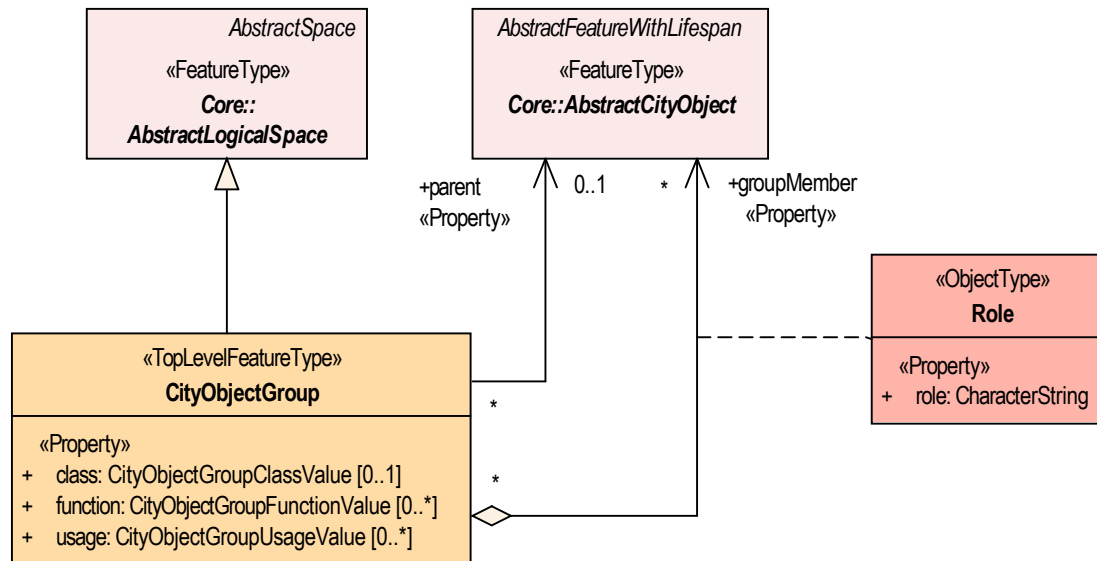 AbstractSpace
«FeatureType»
Core::
AbstractLogicalSpace
AbstractFeatureWithLifespan
«FeatureType»
Core::AbstractCityObject
+parent
«Property»
0..1
*
+groupMember
«Property»
«ObjectType»
Role
«Property»
+ role: CharacterString
«TopLevelFeatureType»
CityObjectGroup
«Property»
+ class: CityObjectGroupClassValue [0..1]
+ function: CityObjectGroupFunctionValue [0..*]
+ usage: CityObjectGroupUsageValue [0..*]
*
*